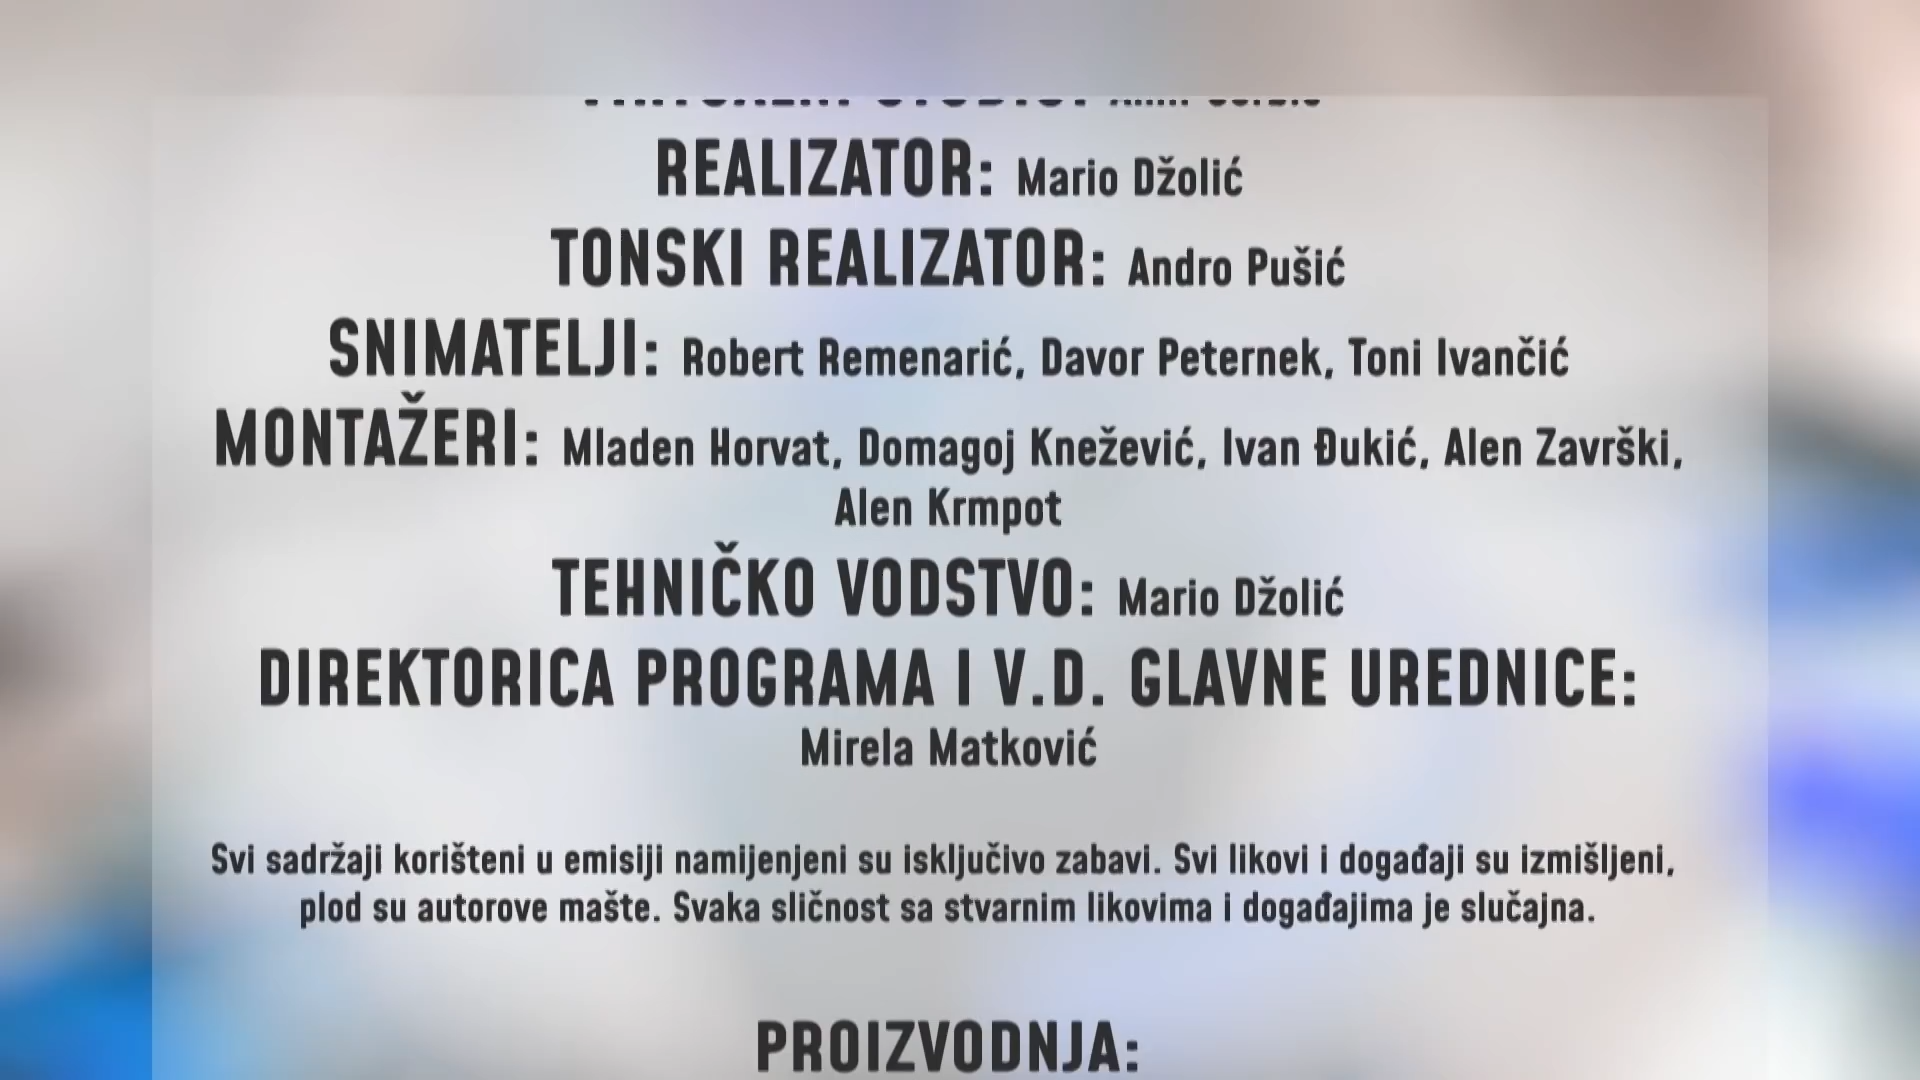 REALIZATOR: Mario Džolić
TONSKI REALIZATOR: Andro Pušić
SNIMATELJI: Robert Remenarić, Davor Peternek, Toni Ivančić
MONTAŽERI: Mladen Horvat, Domagoj Knežević, Ivan Đukić, Alen Završki,
Alen Krmpot
TEHNIČKO VODSTVO: Mario Džolić
DIREKTORICA PROGRAMA I V.D. GLAVNE UREDNICE:
Mirela Matković
Svi sadržaji korišteni u emisiji namijenjeni su isključivo zabavi. Svi likovi i događaji su izmišljeni,
plod su autorove mašte. Svaka sličnost sa stvarnim likovima i događajima je slučajna.
PROIZVODNJA: